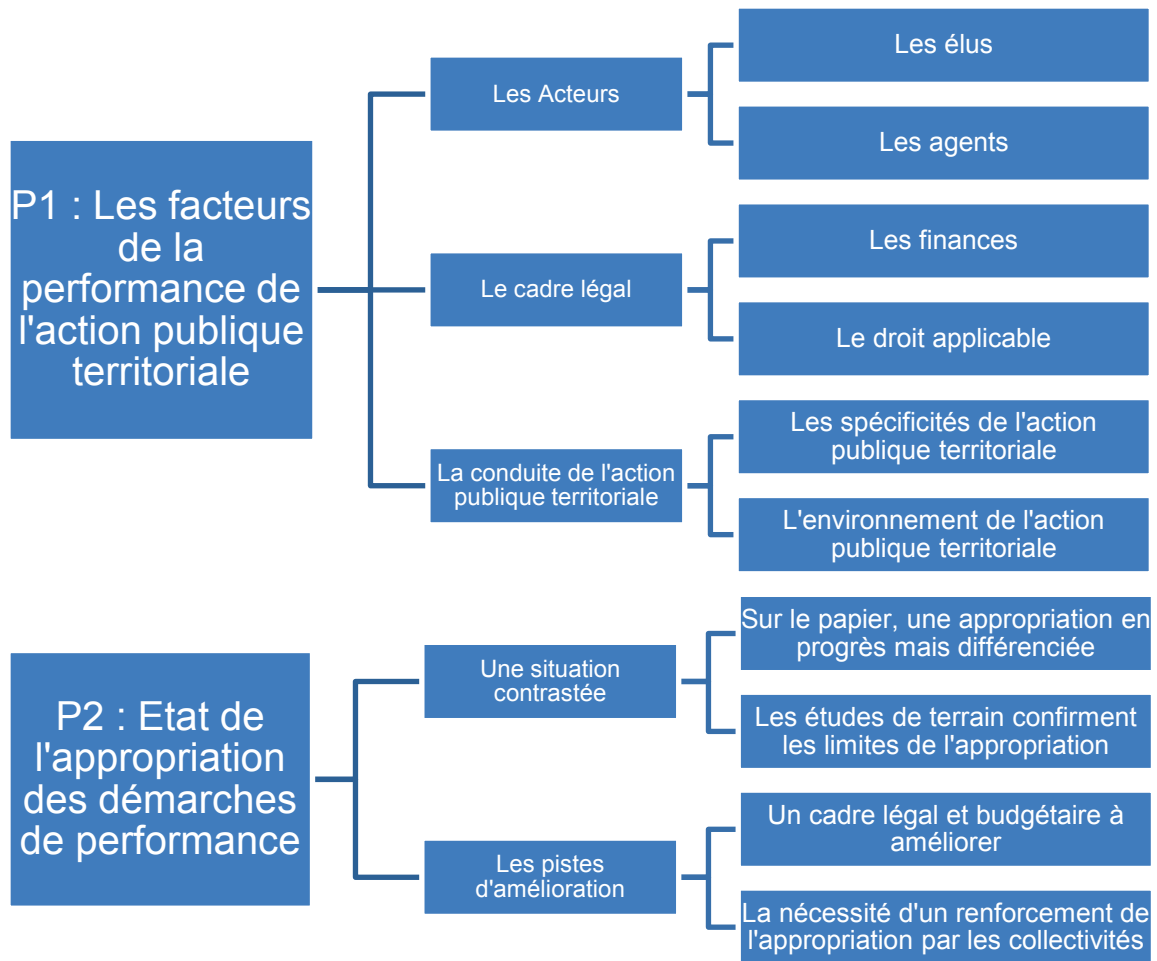 P1 : Les facteurs
de la
performance de
l'action publique
territoriale
Les Acteurs
Les élus
Les agents
Le cadre légal
Les finances
Le droit applicable
La conduite de l'action
publique territoriale
Les spécificités de l'action
publique territoriale
L'environnement de l'action
publique territoriale
P2 : Etat de
l'appropriation
des démarches
de performance
Une situation
contrastée
Sur le papier, une appropriation en
progrès mais différenciée
Les études de terrain confirment
les limites de l'appropriation
Les pistes
d'amélioration
Un cadre légal et budgétaire à
améliorer
La nécessité d'un renforcement de
l'appropriation par les collectivités